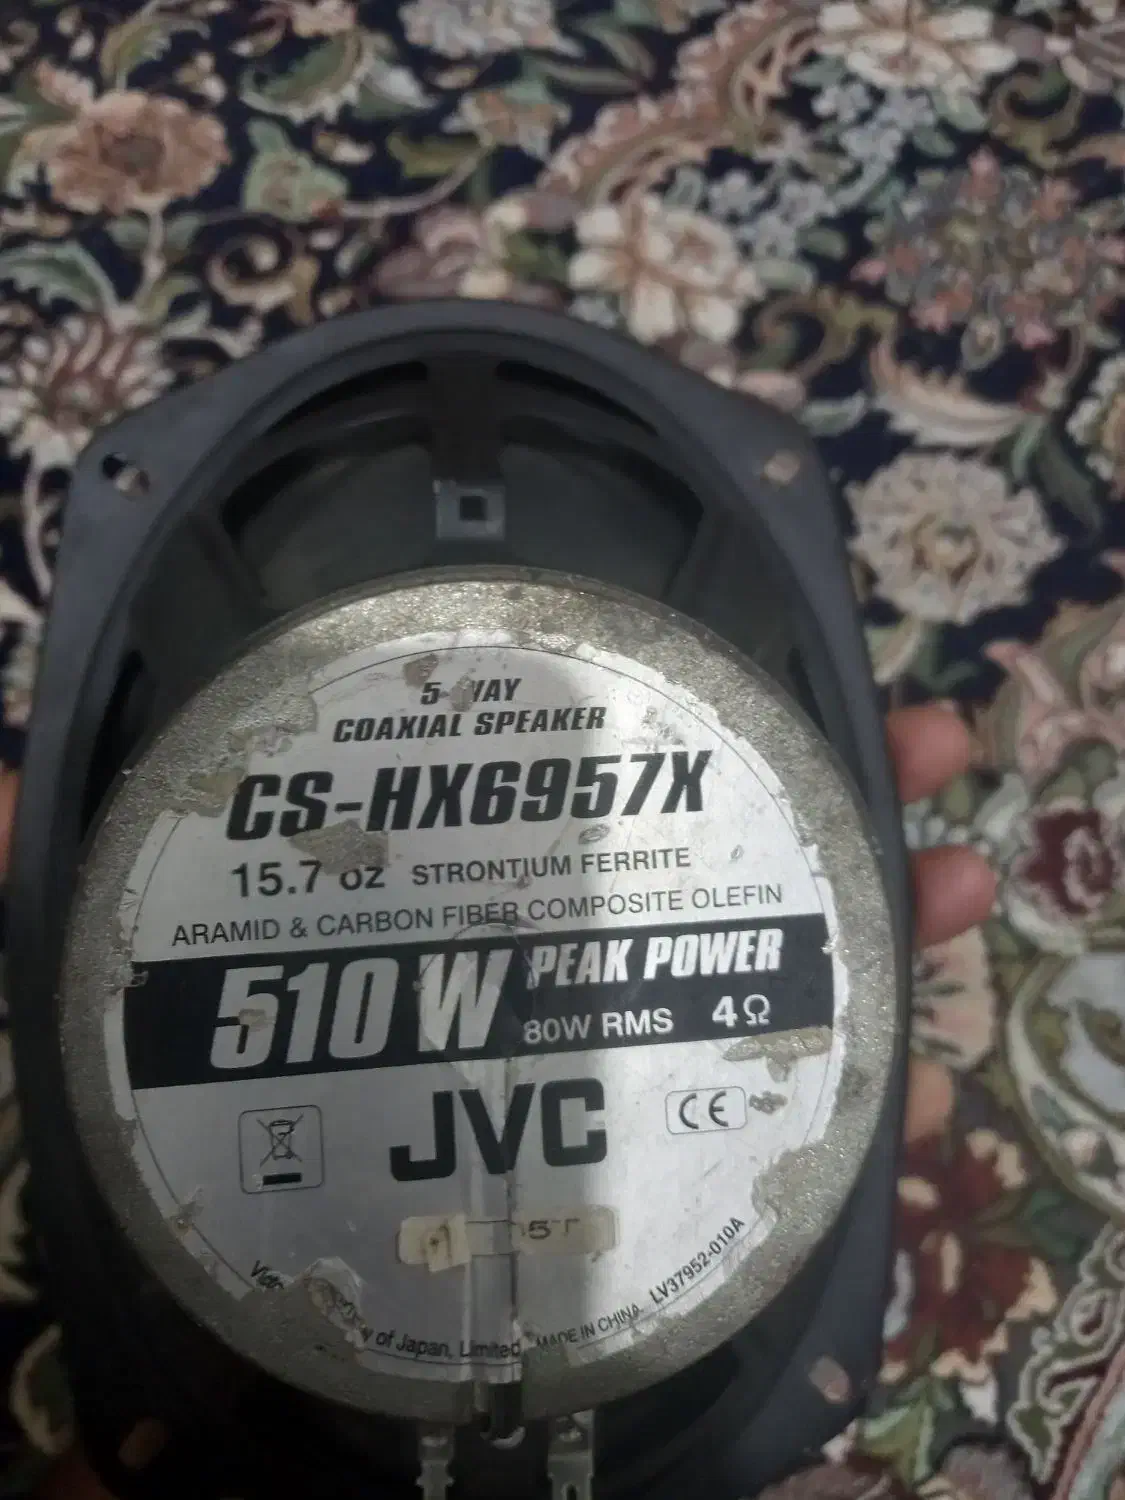 5-WAY
COAXIAL SPEAKER
CS-HX6957X
15.7 oz STRONTIUM FERRITE
ARAMID & CARBON FIBER COMPOSITE OLEFIN
510W PEAK POWER
80W RMS 4Ω
JVC
CE
5T
of Japan, Limited MADE IN CHINA LV37952-010A